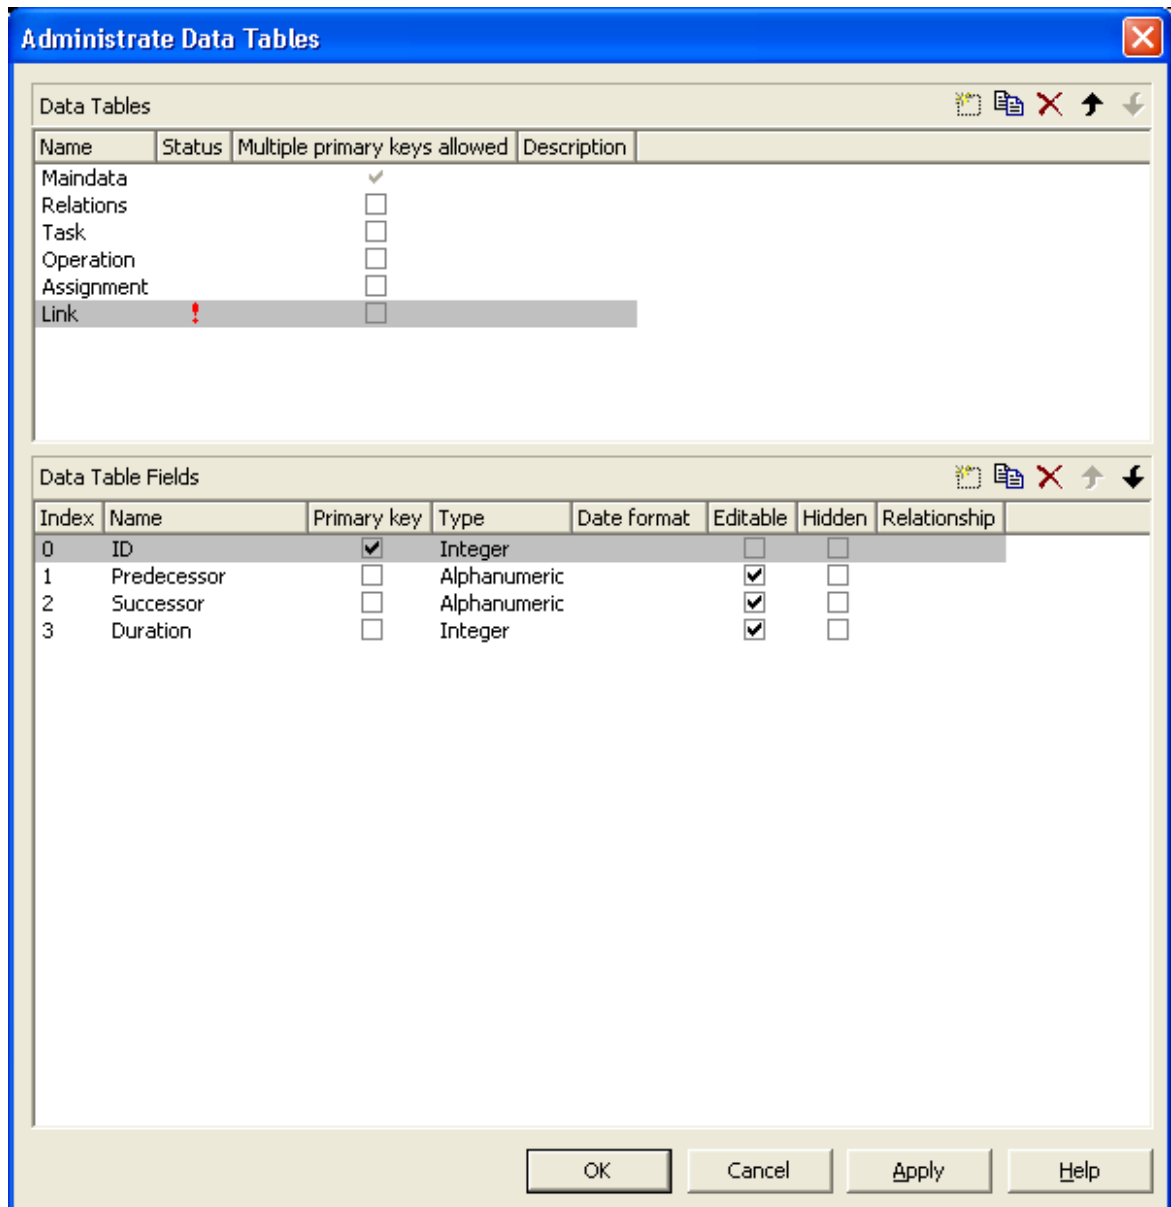 Administrate Data Tables
Data Tables
Name Status Multiple primary keys allowed Description
Maindata
Relations
Task
Operation
Assignment
Link !
Data Table Fields
Index Name Primary key Type Date format Editable Hidden Relationship
0 ID Integer
1 Predecessor Alphanumeric
2 Successor Alphanumeric
3 Duration Integer
OK Cancel Apply Help